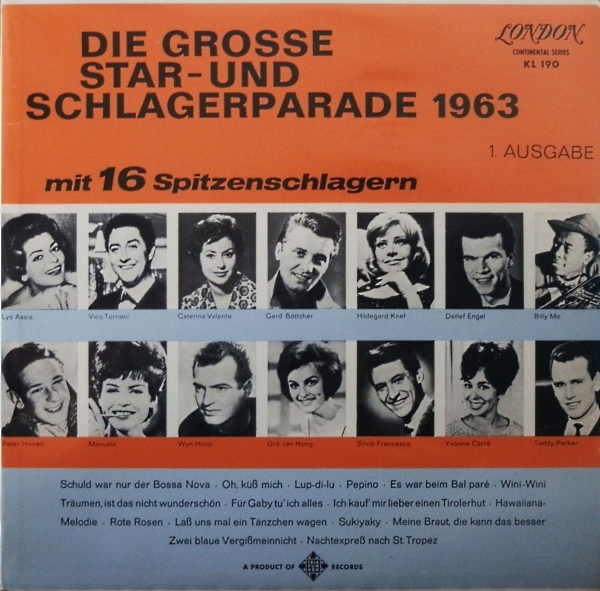 DIE GROSSE
STAR-UND
SCHLAGERPARADE 1963
LONDON
CONTINENTAL SERIES
KL 190
1. AUSGABE
mit 16 Spitzenschlagern
Lys Assia Vico Torriani Caterina Valente Gerd Böttcher Hildegard Knef Detlef Engel Billy Mo
Peter Hinnen Manuela Wyn Hoop Grit van Hoog Silvio Francesco Yvonne Carré Teddy Parker
Schuld war nur der Bossa Nova · Oh, küß mich · Lup-di-lu · Pepino · Es war beim Bal paré · Wini-Wini
Träumen, ist das nicht wunderschön · Für Gaby tu' ich alles · Ich kauf' mir lieber einen Tirolerhut · Hawaiiana-
Melodie · Rote Rosen · Laß uns mal ein Tänzchen wagen · Sukiyaky · Meine Braut, die kann das besser
Zwei blaue Vergißmeinnicht · Nachtexpreß nach St. Tropez
A PRODUCT OF TELEFUNKEN RECORDS